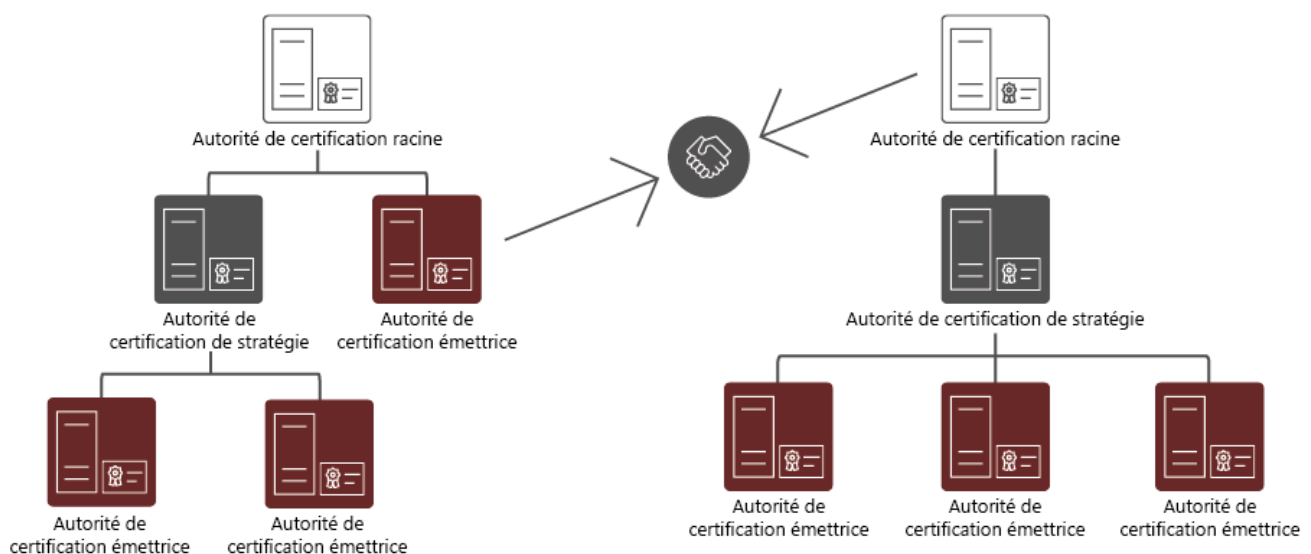 Autorité de certification racine
Autorité de certification racine
Autorité de
certification de stratégie
Autorité de
certification émettrice
Autorité de certification de stratégie
Autorité de
certification émettrice
Autorité de
certification émettrice
Autorité de
certification émettrice
Autorité de
certification émettrice
Autorité de
certification émettrice